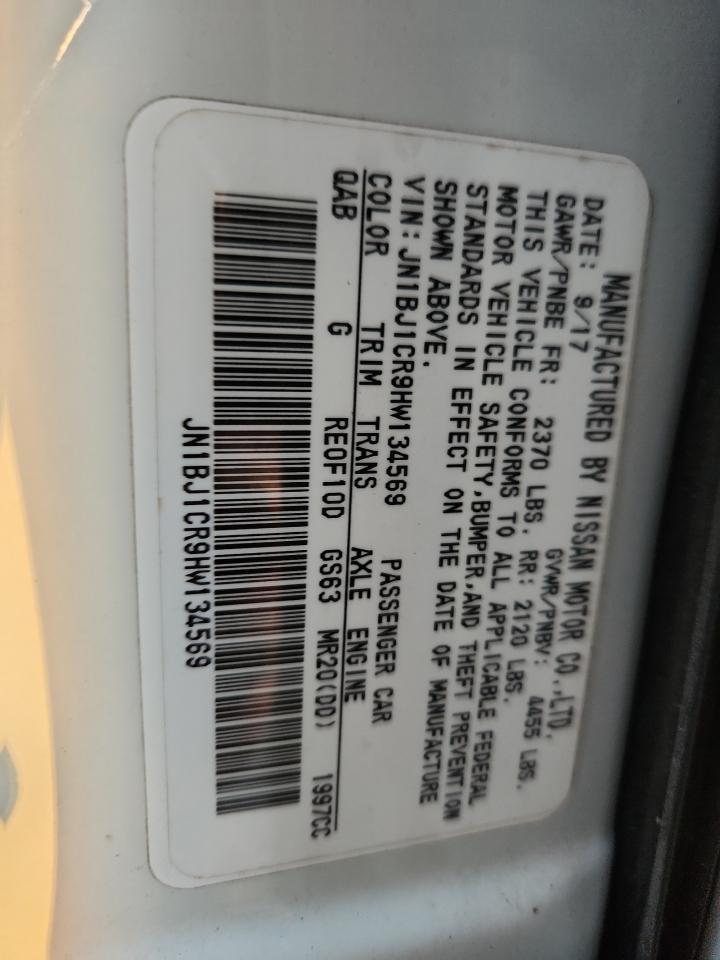 MANUFACTURED BY NISSAN MOTOR CO.,LTD.
DATE: 9/17 GVWR/PNBV: 4455 LBS.
GAWR/PNBE FR: 2370 LBS. RR: 2120 LBS.
THIS VEHICLE CONFORMS TO ALL APPLICABLE FEDERAL
MOTOR VEHICLE SAFETY,BUMPER,AND THEFT PREVENTION
STANDARDS IN EFFECT ON THE DATE OF MANUFACTURE
SHOWN ABOVE.
VIN:JN1BJ1CR9HW134569 PASSENGER CAR
COLOR TRIM TRANS AXLE ENGINE
QAB G RE0F10D GS63 MR20(DD) 1997CC
JN1BJ1CR9HW134569